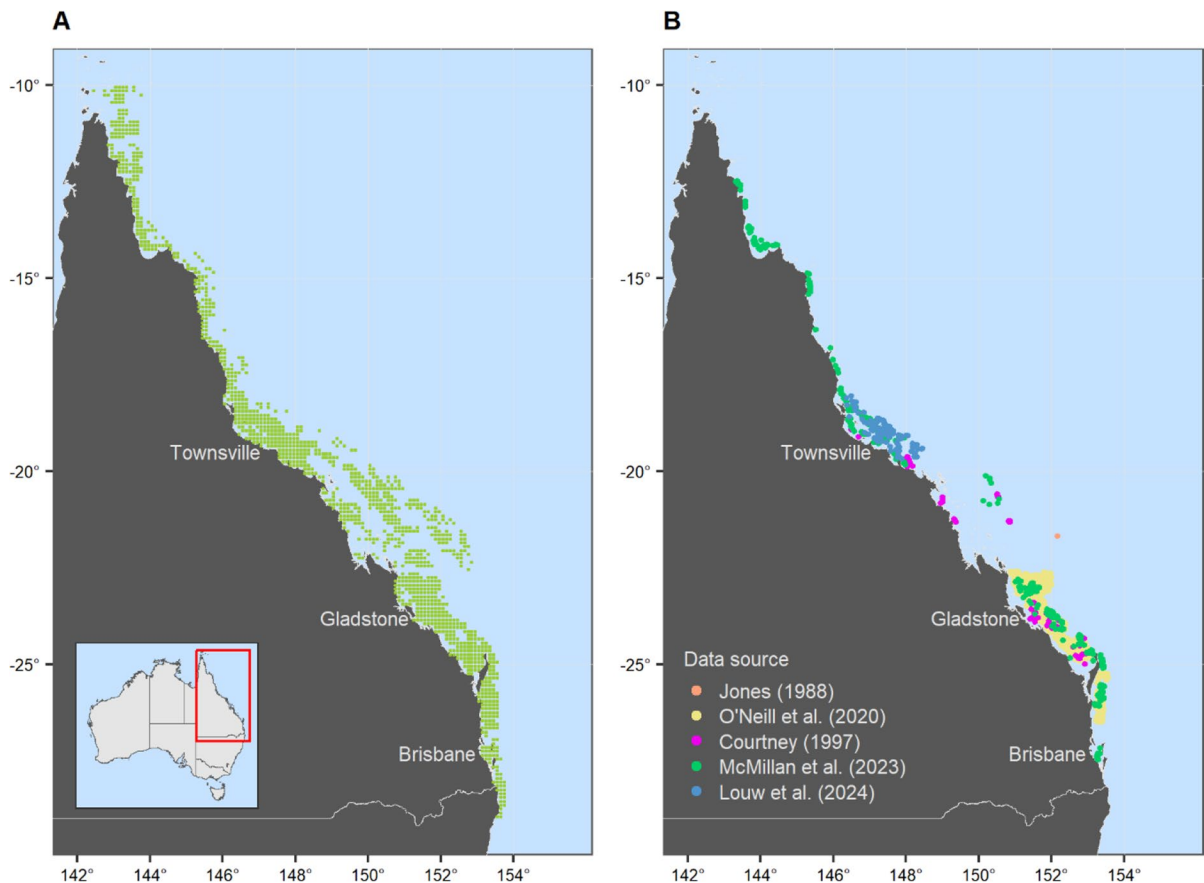 A
B
-10°
-15°
-20°
-25°
Townsville
Gladstone
Brisbane
142°
144°
146°
148°
150°
152°
154°
-10°
-15°
-20°
-25°
Townsville
Gladstone
Brisbane
Data source
Jones (1988)
O'Neill et al. (2020)
Courtney (1997)
McMillan et al. (2023)
Louw et al. (2024)
142°
144°
146°
148°
150°
152°
154°